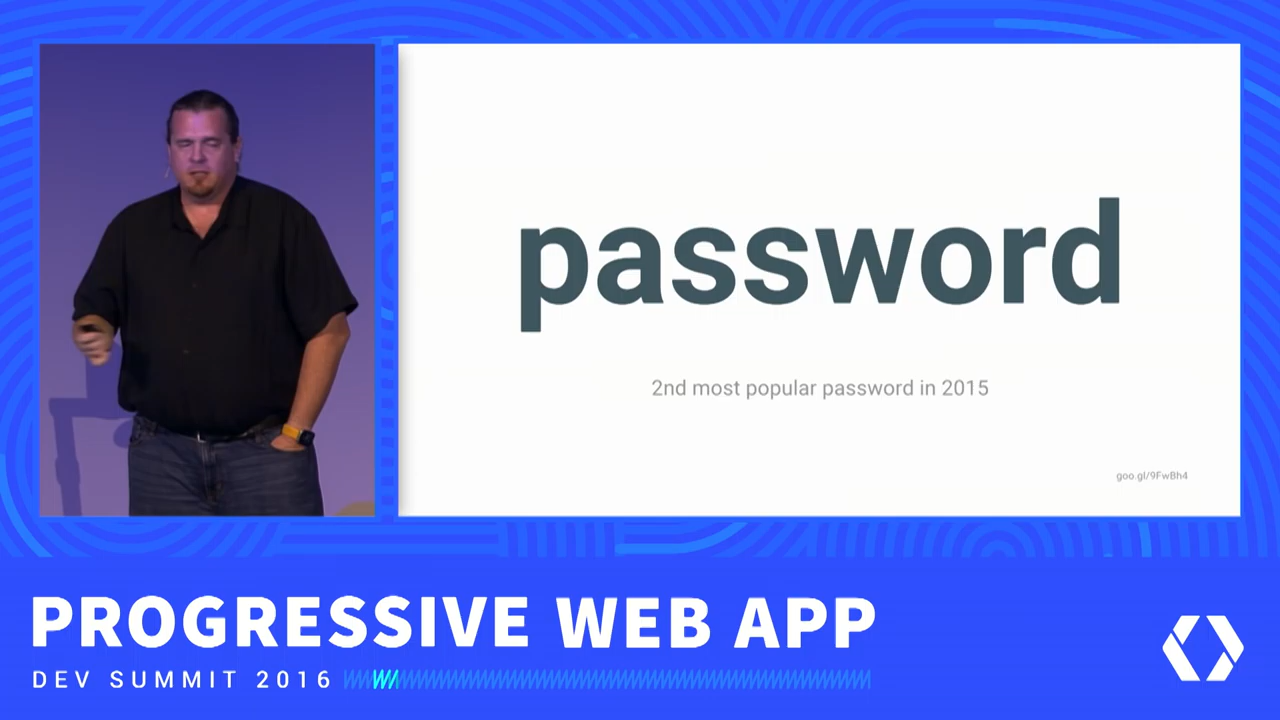 password
2nd most popular password in 2015
goo.gl/9FwBh4
PROGRESSIVE WEB APP
DEV SUMMIT 2016